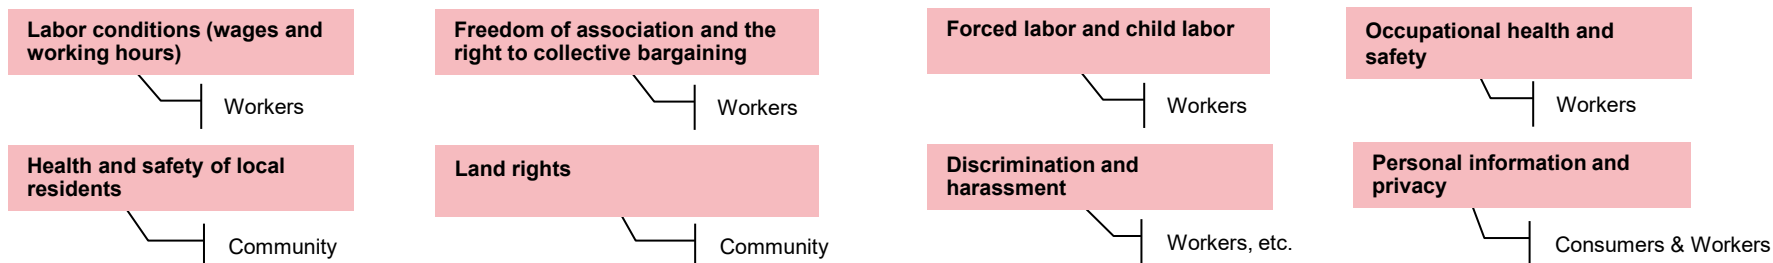 Labor conditions (wages and
working hours)
Workers
Freedom of association and the
right to collective bargaining
Workers
Forced labor and child labor
Workers
Occupational health and
safety
Workers
Health and safety of local
residents
Community
Land rights
Community
Discrimination and
harassment
Workers, etc.
Personal information and
privacy
Consumers & Workers